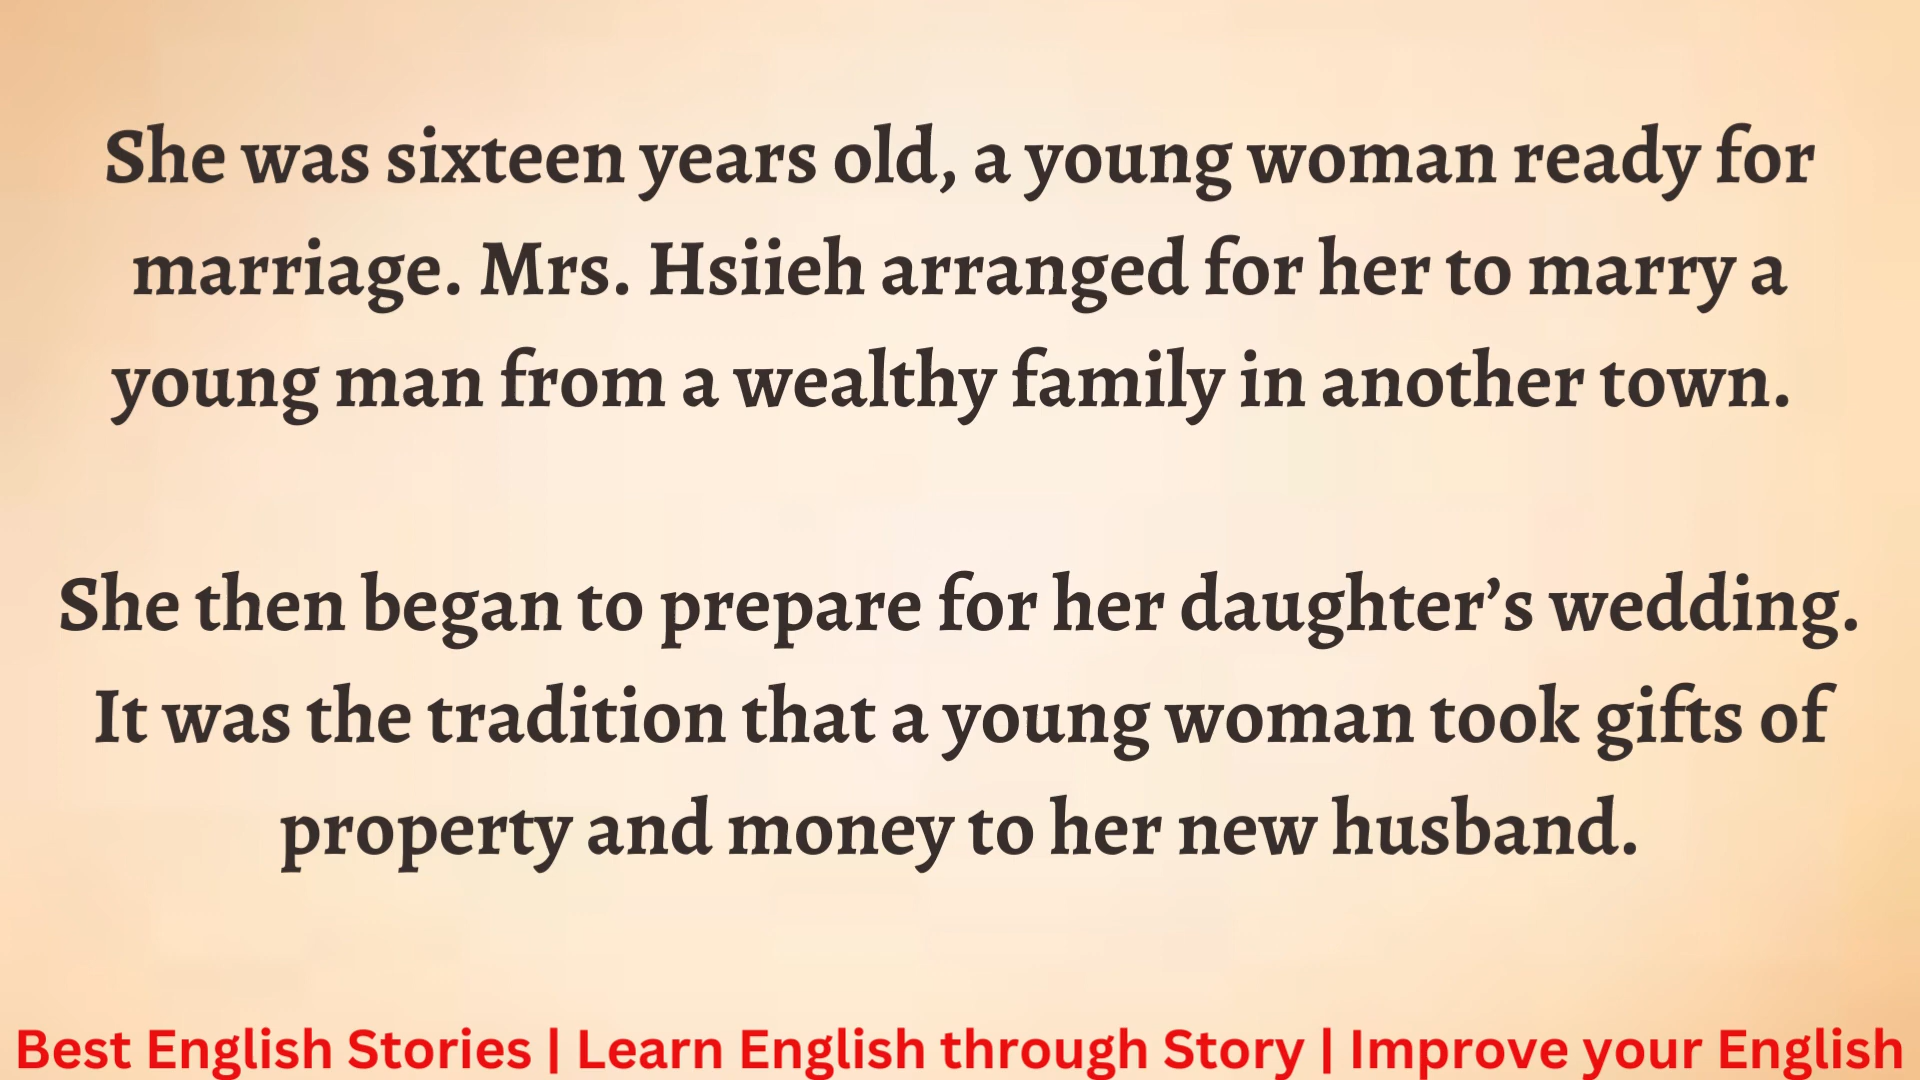 She was sixteen years old, a young woman ready for
marriage. Mrs. Hsiieh arranged for her to marry a
young man from a wealthy family in another town.
She then began to prepare for her daughter’s wedding.
It was the tradition that a young woman took gifts of
property and money to her new husband.
Best English Stories | Learn English through Story | Improve your English